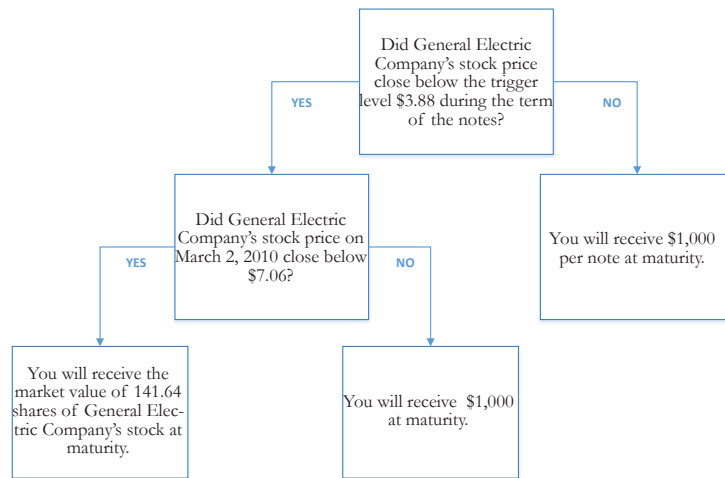 Did General Electric
Company's stock price
close below the trigger
level $3.88 during the term
of the notes?
YES
NO
Did General Electric
Company's stock price on
March 2, 2010 close below
$7.06?
You will receive $1,000
per note at maturity.
YES
NO
You will receive the
market value of 141.64
shares of General Elec-
tric Company's stock at
maturity.
You will receive $1,000
at maturity.